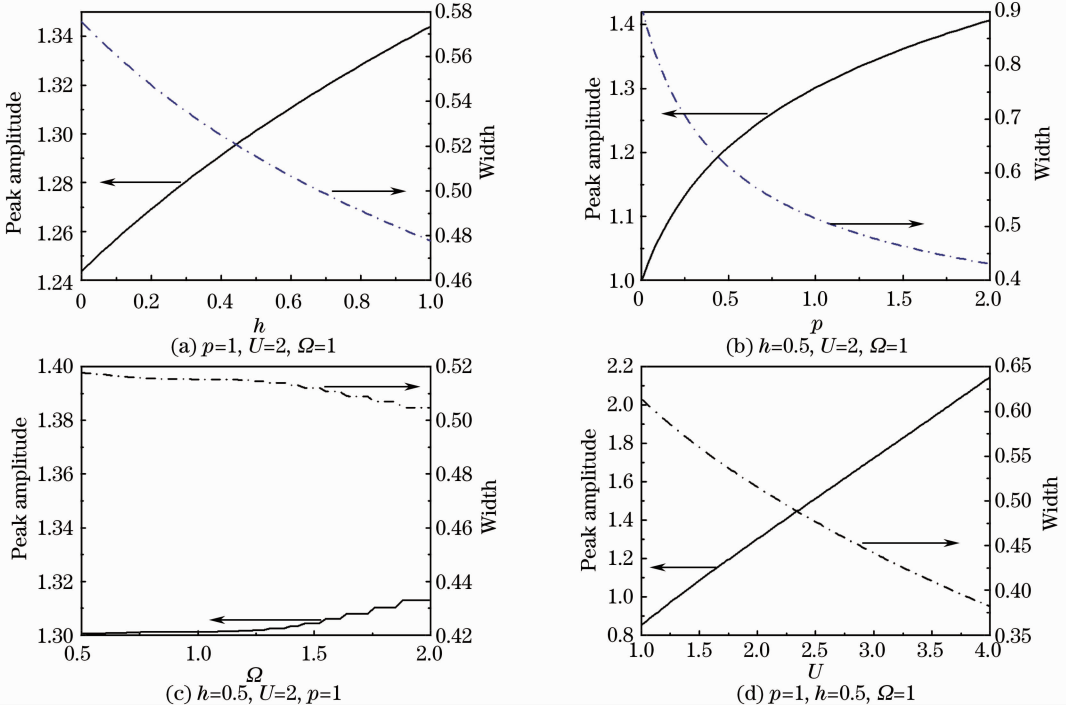 1.34
1.32
1.30
1.28
1.26
1.24
Peak amplitude
0.58
0.56
0.54
0.52
0.50
0.48
0.46
Width
0 0.2 0.4 0.6 0.8 1.0
h
(a) p=1, U=2, Ω=1
1.4
1.3
1.2
1.1
1.0
Peak amplitude
0.9
0.8
0.7
0.6
0.5
0.4
Width
0 0.5 1.0 1.5 2.0
p
(b) h=0.5, U=2, Ω=1
1.40
1.38
1.36
1.34
1.32
1.30
Peak amplitude
0.52
0.50
0.48
0.46
0.44
0.42
Width
0.5 1.0 1.5 2.0
Ω
(c) h=0.5, U=2, p=1
2.2
2.0
1.8
1.6
1.4
1.2
1.0
0.8
Peak amplitude
0.65
0.60
0.55
0.50
0.45
0.40
0.35
Width
1.0 1.5 2.0 2.5 3.0 3.5 4.0
U
(d) p=1, h=0.5, Ω=1